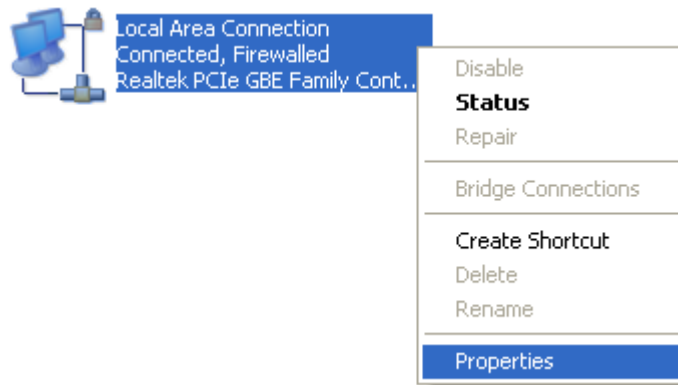 Local Area Connection
Connected, Firewalled
Realtek PCIe GBE Family Cont...
Disable
Status
Repair
Bridge Connections
Create Shortcut
Delete
Rename
Properties